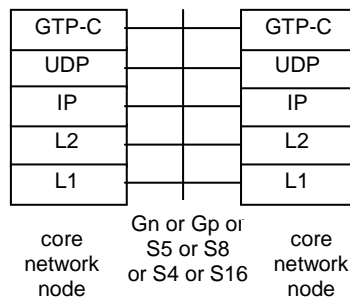 GTP-C GTP-C
UDP UDP
IP IP
L2 L2
L1 L1
core
network
node
Gn or Gp or
S5 or S8
or S4 or S16
core
network
node